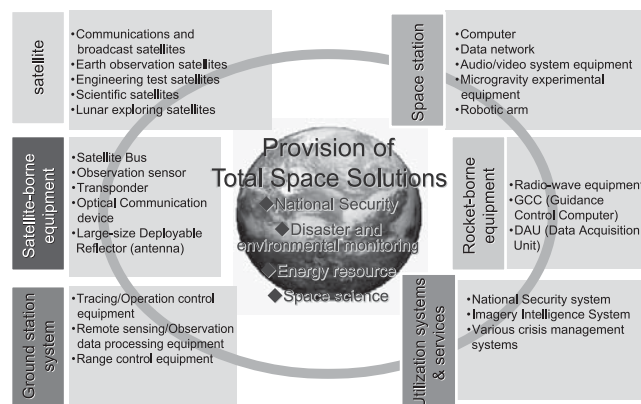 satellite
•Communications and
broadcast satellites
•Earth observation satellites
•Engineering test satellites
•Scientific satellites
•Lunar exploring satellites
Space station
•Computer
•Data network
•Audio/video system equipment
•Microgravity experimental
equipment
•Robotic arm
Provision of
Total Space Solutions
◆National Security
◆Disaster and
environmental monitoring
◆Energy resource
◆Space science
Satellite-borne
equipment
•Satellite Bus
•Observation sensor
•Transponder
•Optical Communication
device
•Large-size Deployable
Reflector (antenna)
Rocket-borne
equipment
•Radio-wave equipment
•GCC (Guidance
Control Computer)
•DAU (Data Acquisition
Unit)
Ground station
system
•Tracing/Operation control
equipment
•Remote sensing/Observation
data processing equipment
•Range control equipment
Utilization systems
& services
•National Security system
•Imagery Intelligence System
•Various crisis management
systems